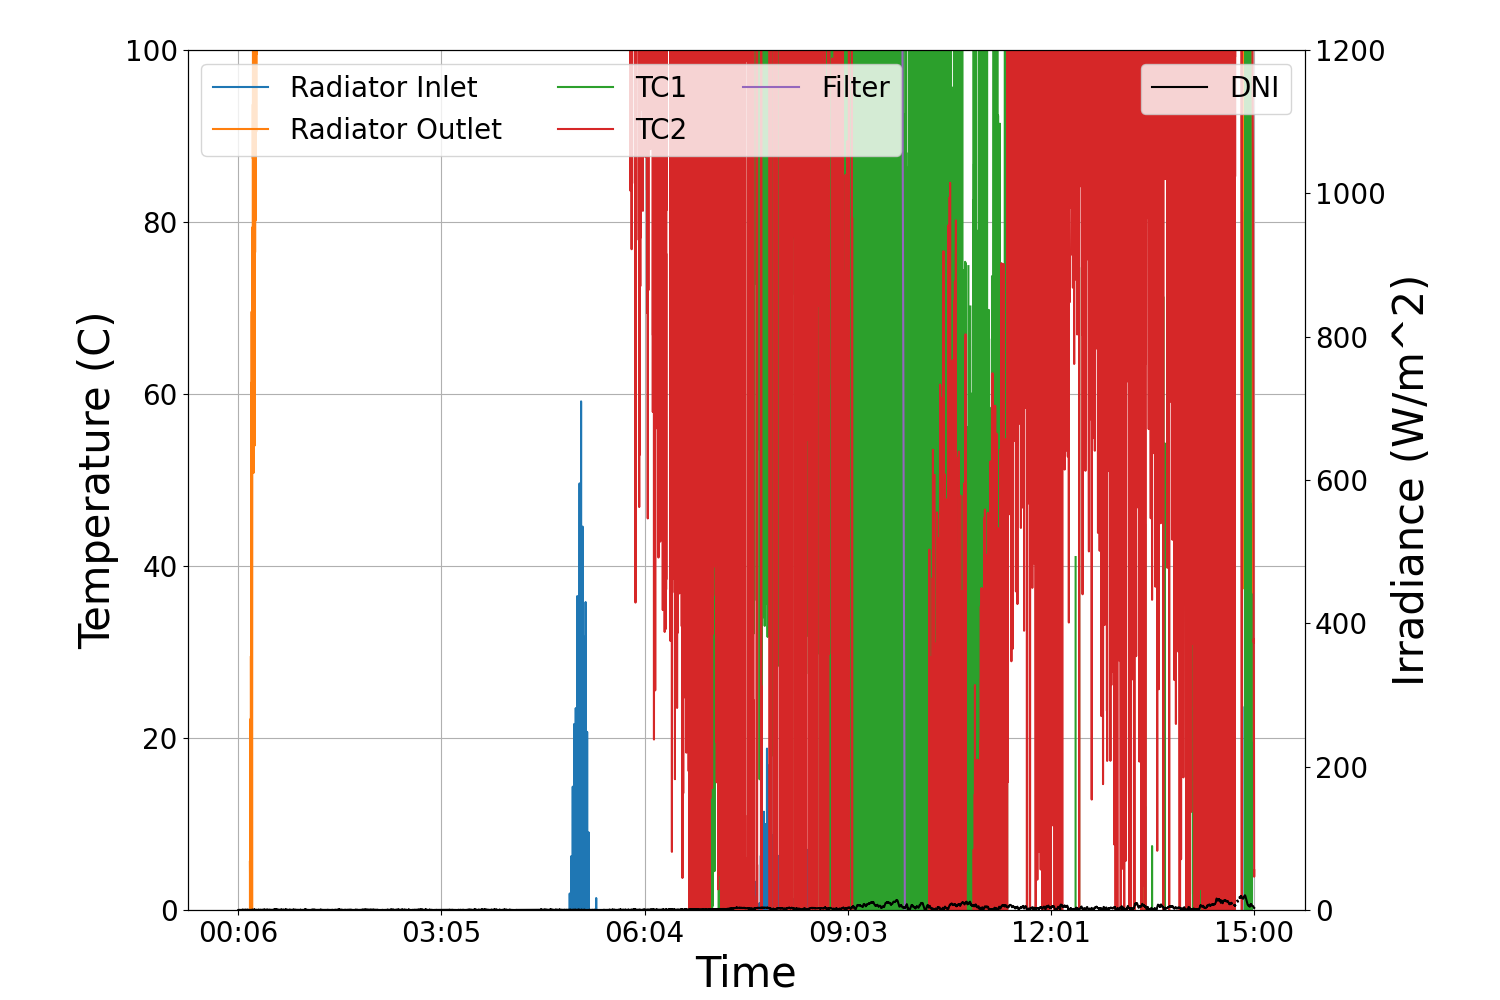 100
80
60
40
20
0
Temperature (C)
Radiator Inlet
Radiator Outlet
TC1
TC2
Filter
DNI
1200
1000
800
600
400
200
0
Irradiance (W/m^2)
00:06 03:05 06:04 09:03 12:01 15:00
Time